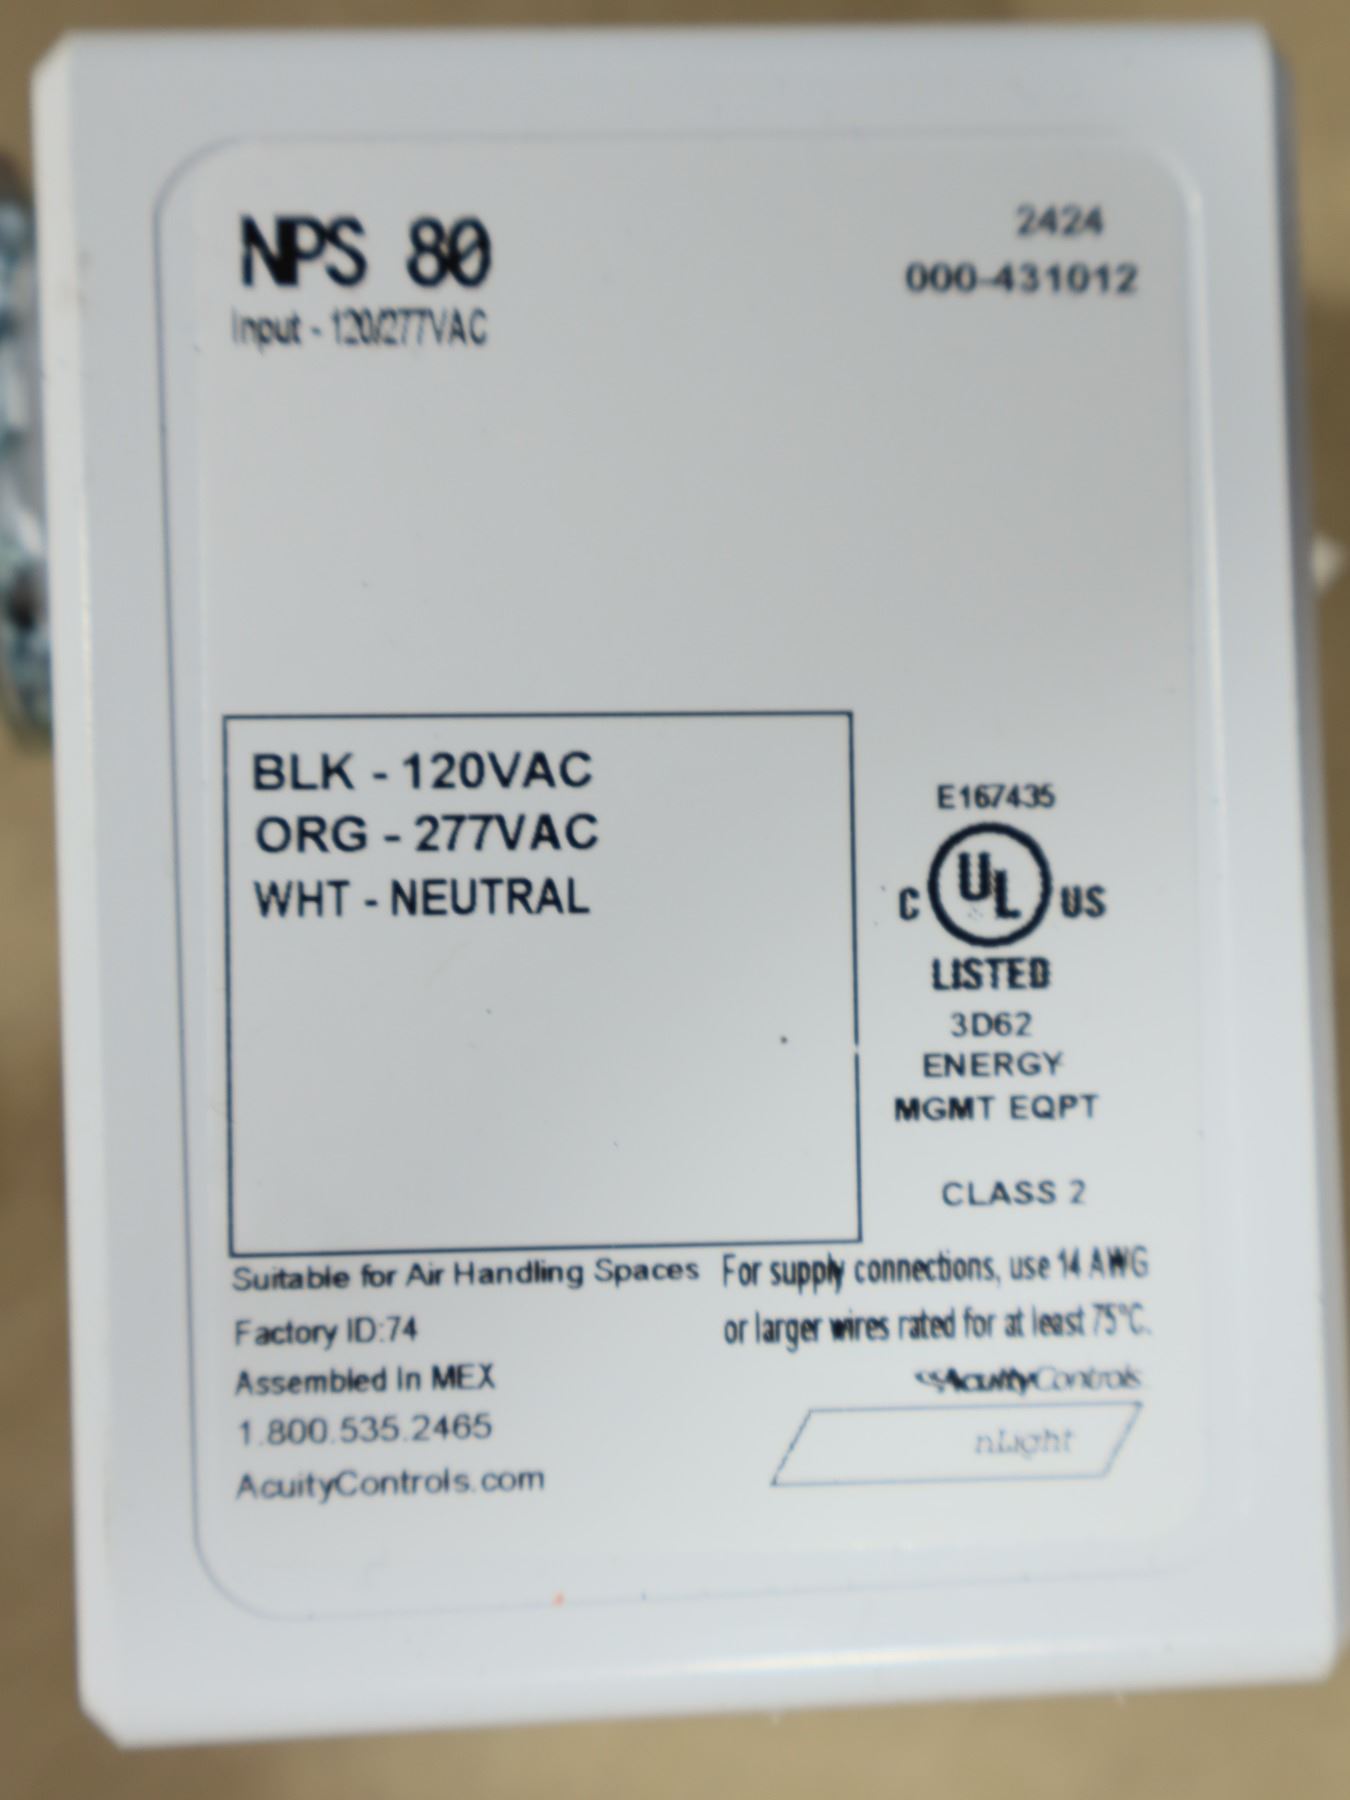 NPS 80
2424
Input - 120/277VAC
000-431012
BLK - 120VAC
ORG - 277VAC
WHT - NEUTRAL
E167435
C UL US
LISTED
3D62
ENERGY
MGMT EQPT
CLASS 2
Suitable for Air Handling Spaces
For supply connections, use 14 AWG
or larger wires rated for at least 75°C.
Factory ID:74
Assembled In MEX
1.800.535.2465
AcuityControls.com
AcuityControls
nLight